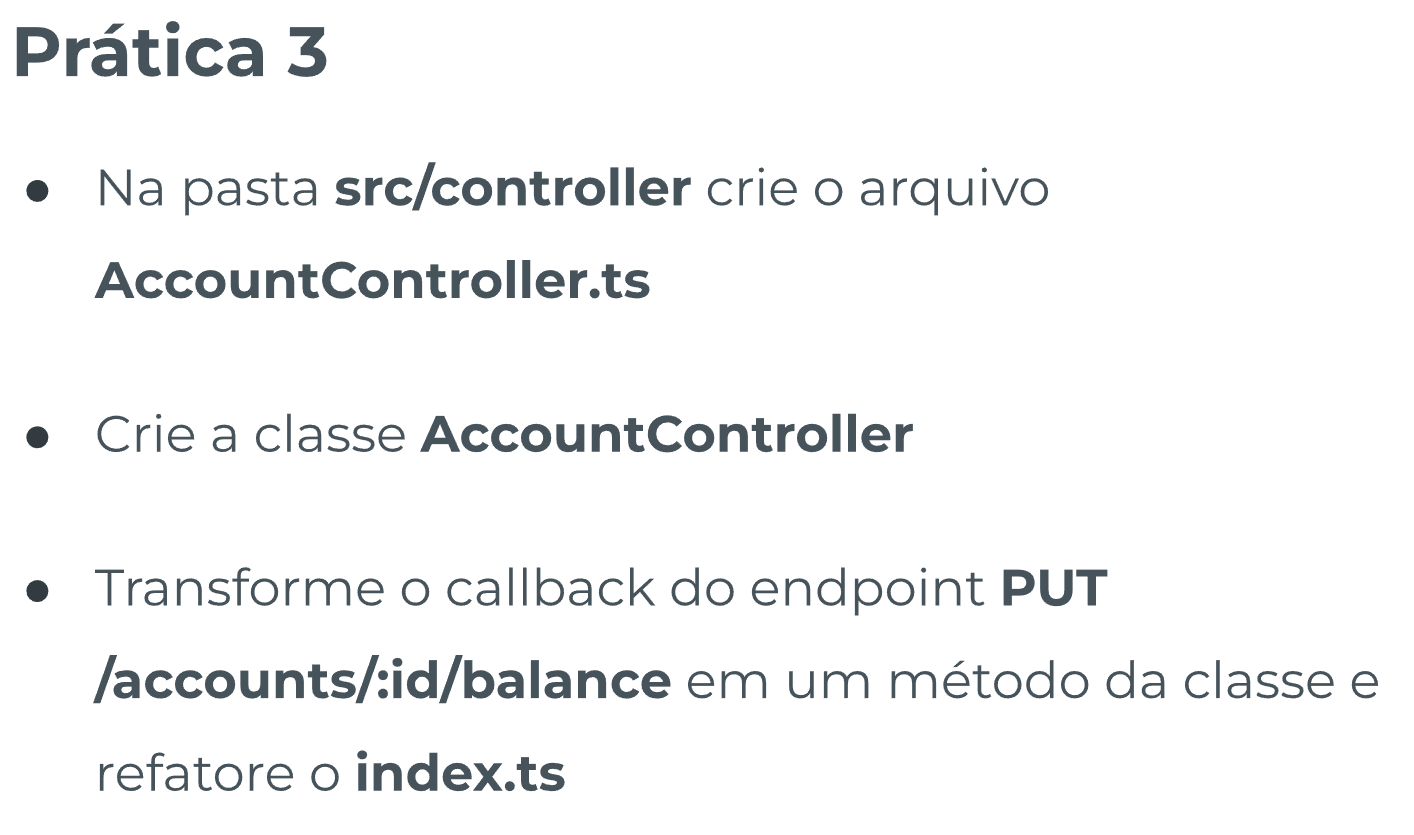 Prática 3
● Na pasta src/controller crie o arquivo
AccountController.ts
● Crie a classe AccountController
● Transforme o callback do endpoint PUT
/accounts/:id/balance em um método da classe e
refatore o index.ts